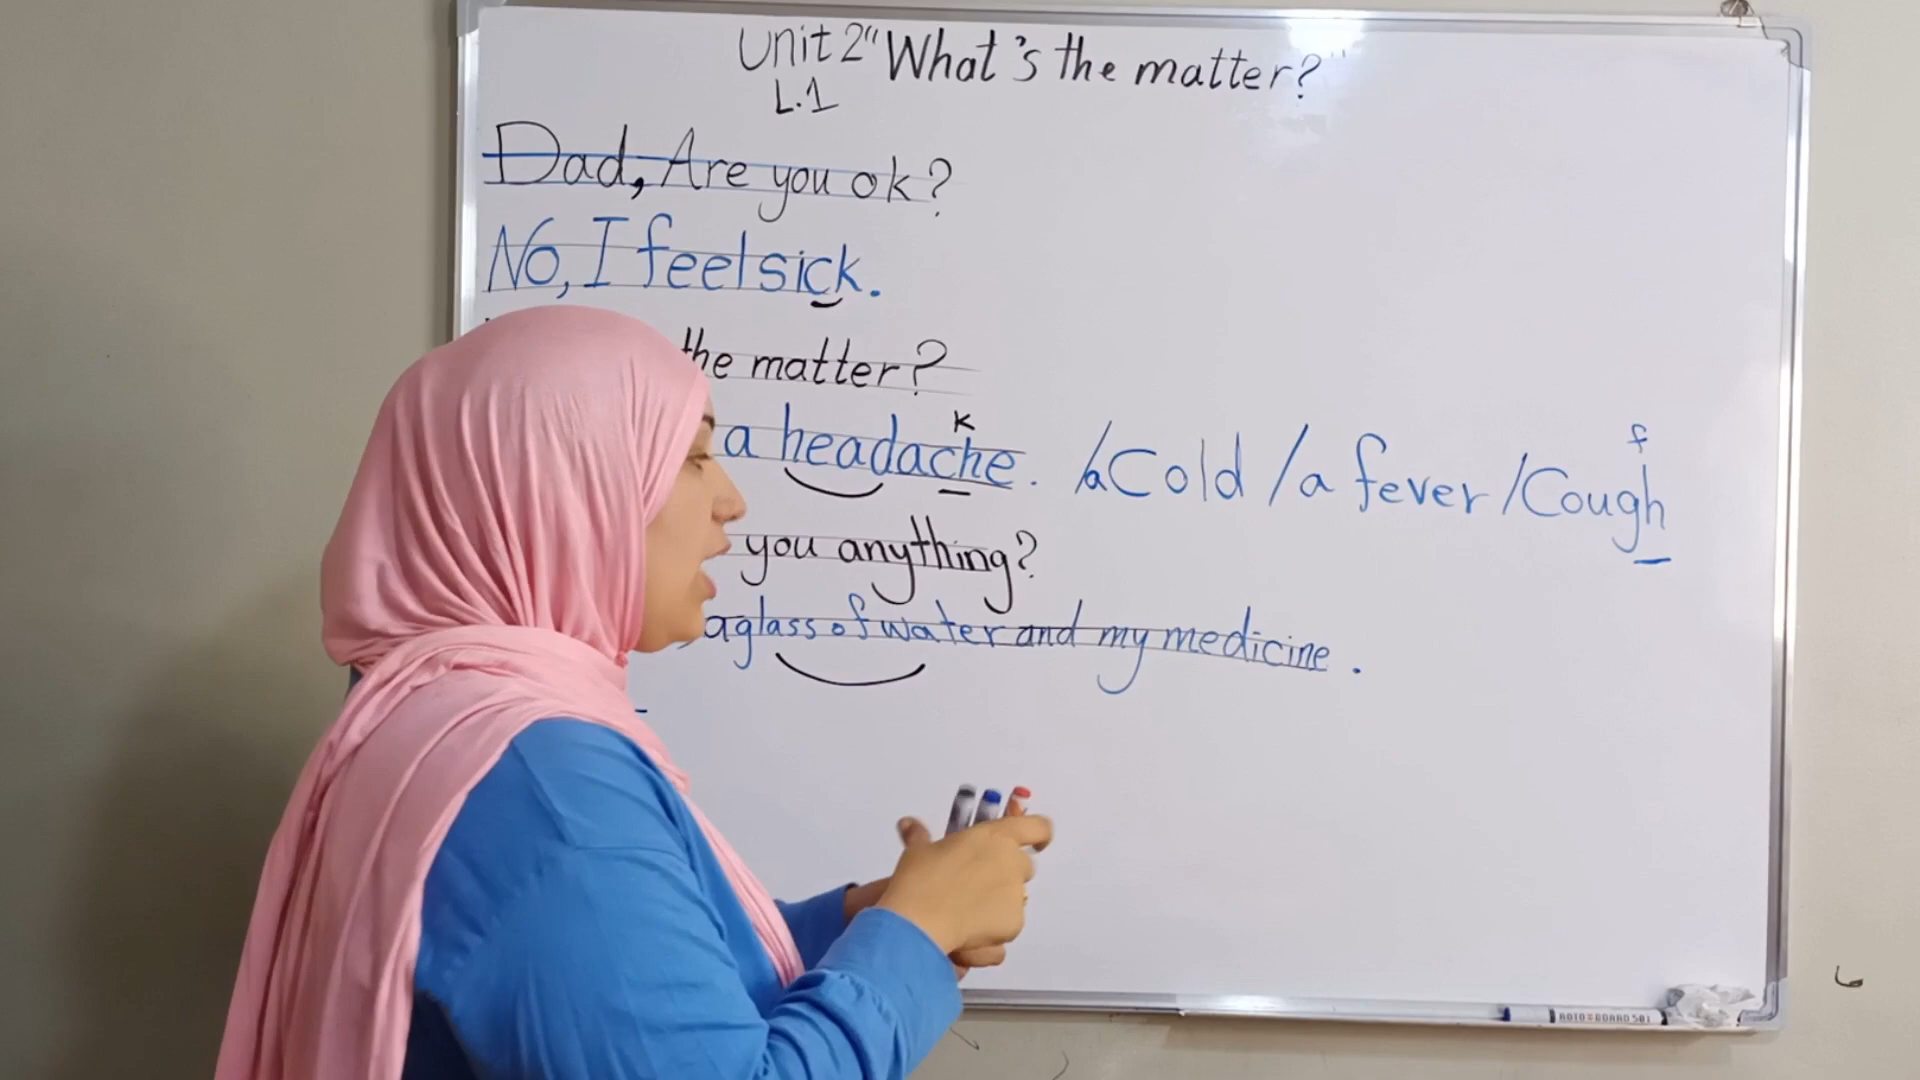 Unit 2 "What's the matter?"
L.1
Dad, Are you ok?
No, I feel sick.
the matter?
k
a headache. /a Cold /a fever /Cough
f
you anything?
a glass of water and my medicine.